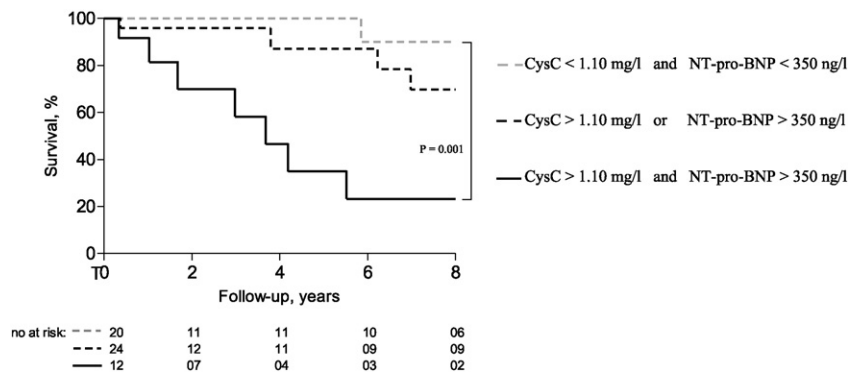 100
80
60
40
20
0
Survival, %
T0 2 4 6 8
Follow-up, years
P = 0.001
CysC < 1.10 mg/l and NT-pro-BNP < 350 ng/l
CysC > 1.10 mg/l or NT-pro-BNP > 350 ng/l
CysC > 1.10 mg/l and NT-pro-BNP > 350 ng/l
no at risk: 20 11 11 10 06
24 12 11 09 09
12 07 04 03 02